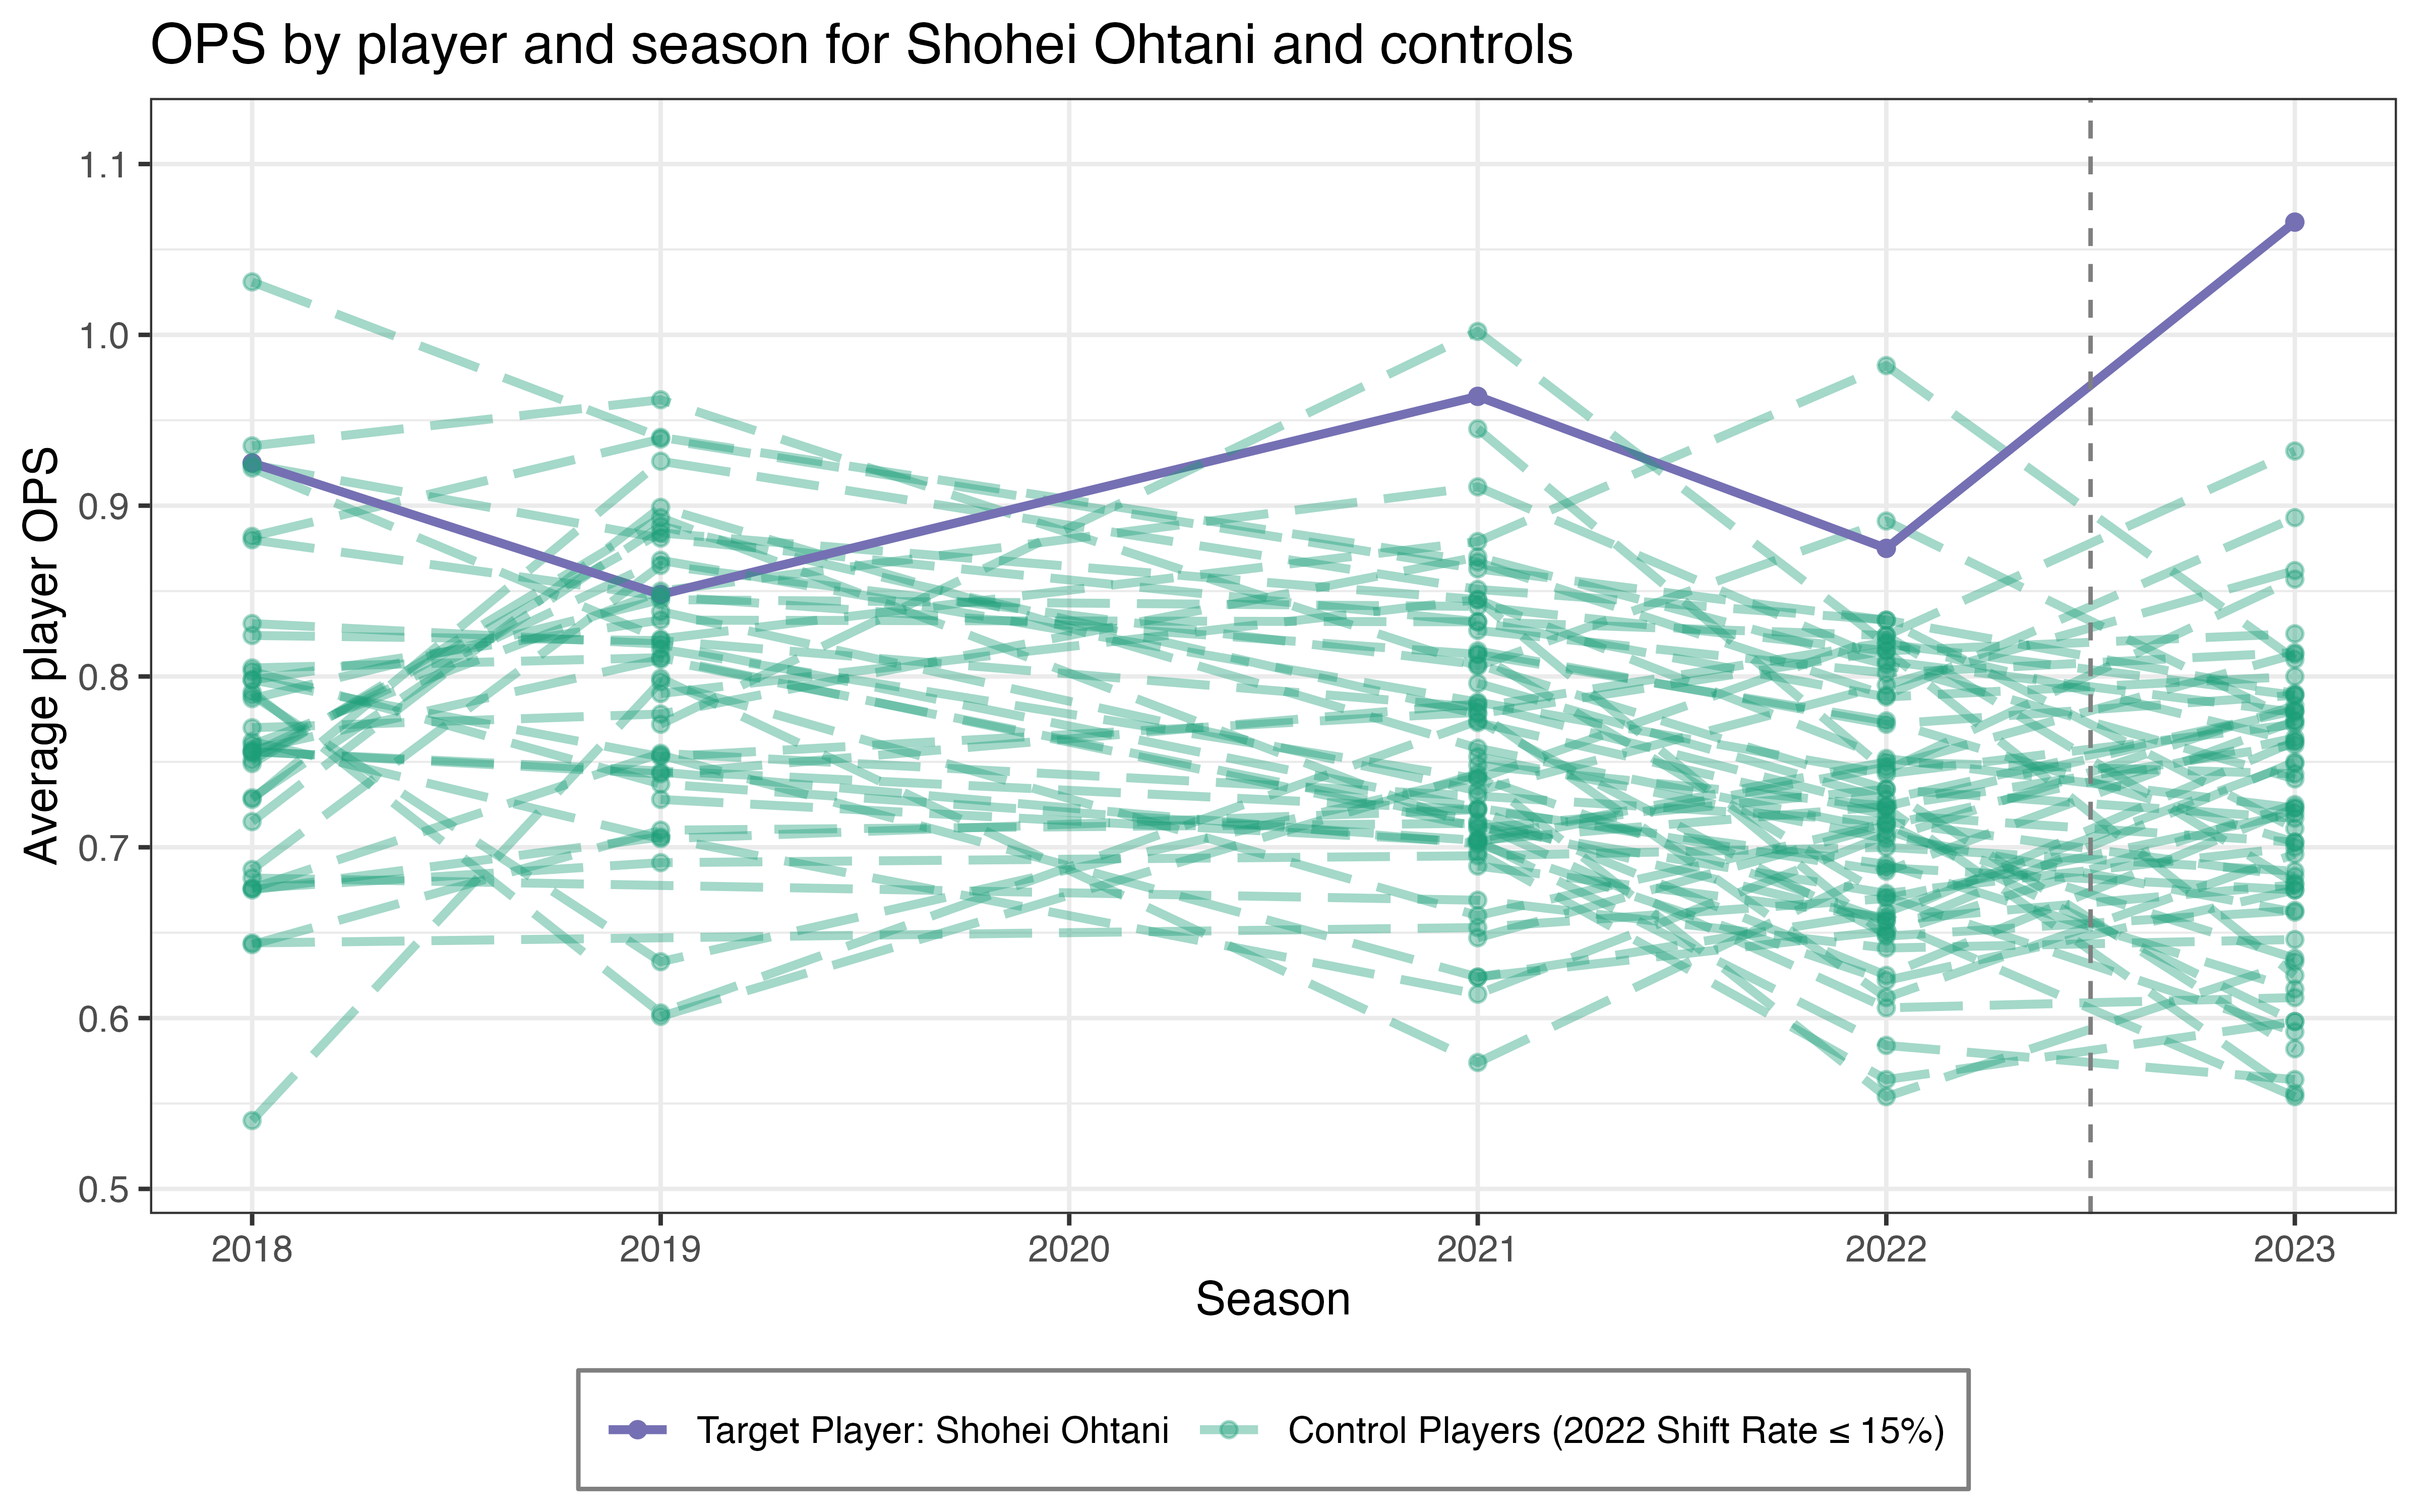 OPS by player and season for Shohei Ohtani and controls
Average player OPS
1.1
1.0
0.9
0.8
0.7
0.6
0.5
2018 2019 2020 2021 2022 2023
Season
Target Player: Shohei Ohtani Control Players (2022 Shift Rate ≤ 15%)